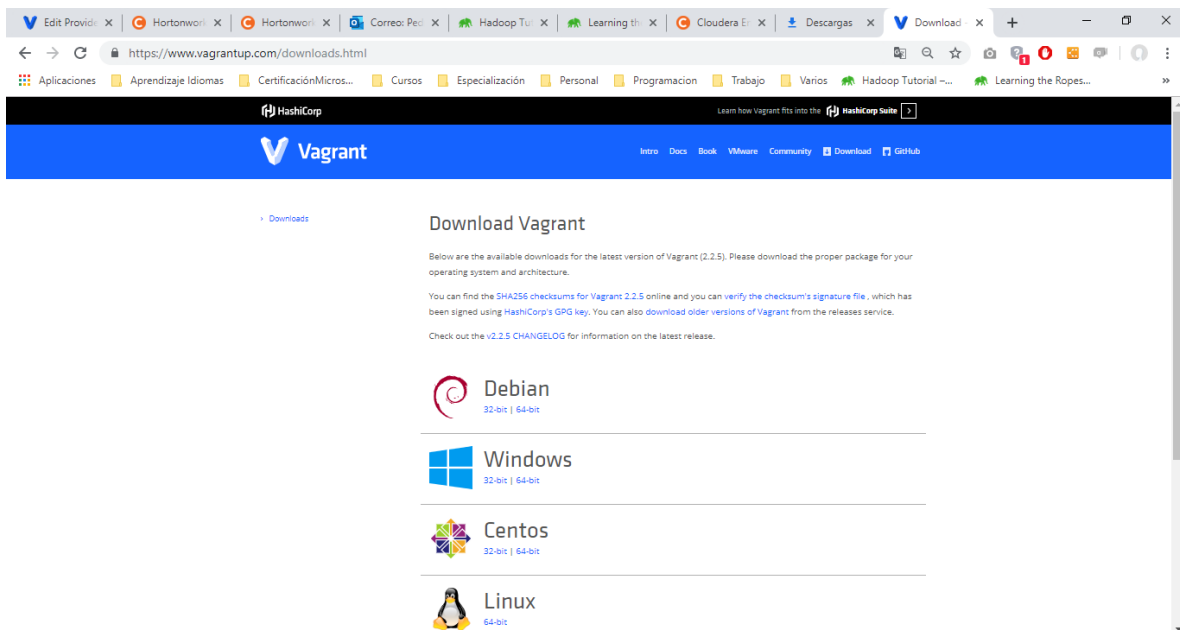 Edit Provide
Hortonwork
Hortonwork
Correo: Ped
Hadoop Tut
Learning th
Cloudera En
Descargas
Download -
https://www.vagrantup.com/downloads.html
1
Aplicaciones
Aprendizaje Idiomas
CertificaciónMicros...
Cursos
Especialización
Personal
Programacion
Trabajo
Varios
Hadoop Tutorial –...
Learning the Ropes...
»
HashiCorp
Learn how Vagrant fits into the HashiCorp Suite
Vagrant
Intro Docs Book VMware Community Download GitHub
› Downloads
Download Vagrant
Below are the available downloads for the latest version of Vagrant (2.2.5). Please download the proper package for your
operating system and architecture.
You can find the SHA256 checksums for Vagrant 2.2.5 online and you can verify the checksum's signature file , which has
been signed using HashiCorp's GPG key. You can also download older versions of Vagrant from the releases service.
Check out the v2.2.5 CHANGELOG for information on the latest release.
Debian
32-bit | 64-bit
Windows
32-bit | 64-bit
Centos
32-bit | 64-bit
Linux
64-bit